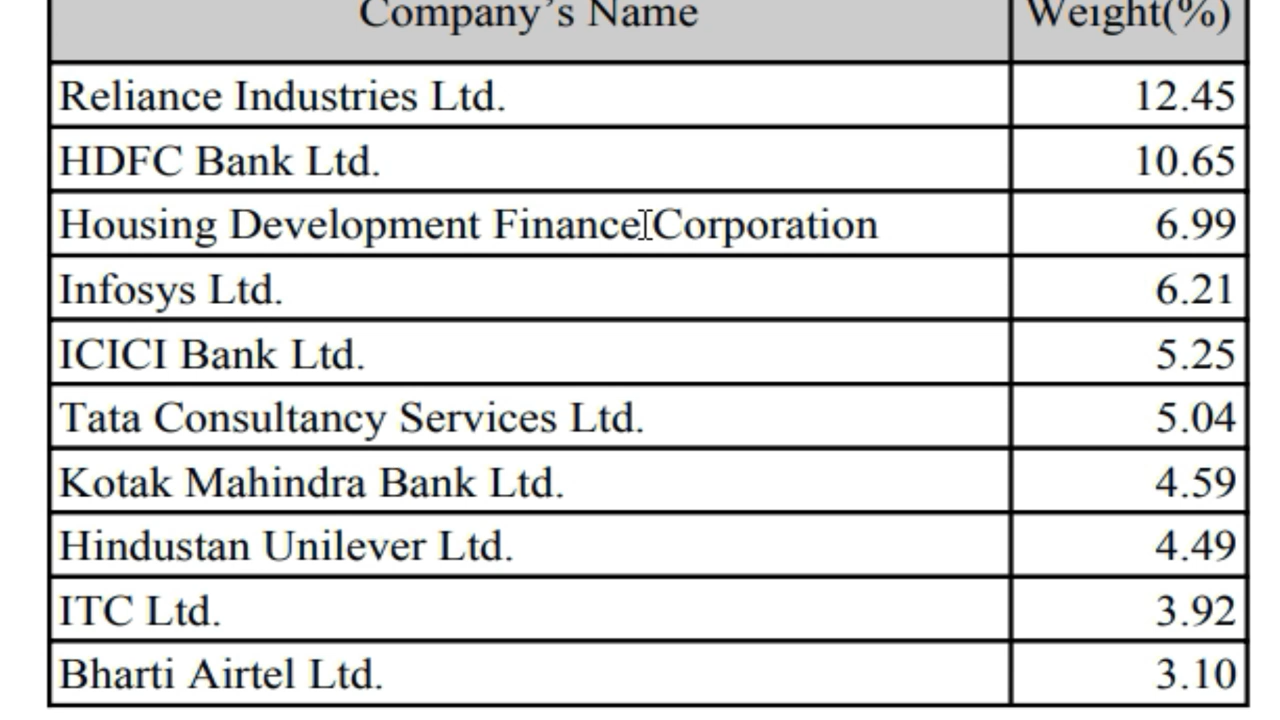 Company's Name Weight(%)
Reliance Industries Ltd. 12.45
HDFC Bank Ltd. 10.65
Housing Development Finance Corporation 6.99
Infosys Ltd. 6.21
ICICI Bank Ltd. 5.25
Tata Consultancy Services Ltd. 5.04
Kotak Mahindra Bank Ltd. 4.59
Hindustan Unilever Ltd. 4.49
ITC Ltd. 3.92
Bharti Airtel Ltd. 3.10